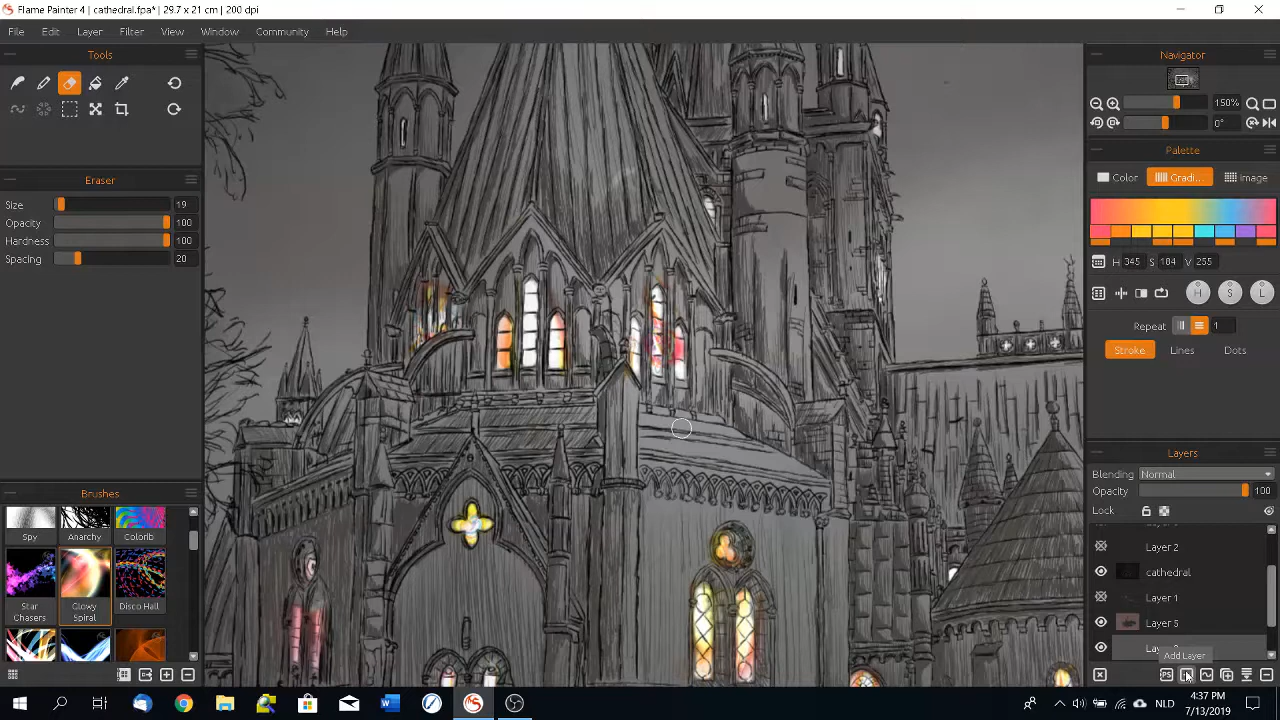 Flame Painter 4 | cathedral.fpa* | 29.7 x 21 cm | 200 dpi
File Edit Layer Filter View Window Community Help
Tools
Eraser
Size 19
Opacity 100
Hardness 100
Spacing 20
Brushes
Spy Anarchy Colorib
Star Chasers Glowy Spiral Disco Hall
Navigator
150%
0°
Palette
Color Gradi... Image
H 345 S 184 V 255
H S L
Repeat 1
Stroke Lines Dots
Layers
Blending Normal
Opacity 100
Lock
Layer 2
cathedral
Layer 1
Layer 5
Add Layer
PS
W
NLD
4:37 PM
7/13/2019